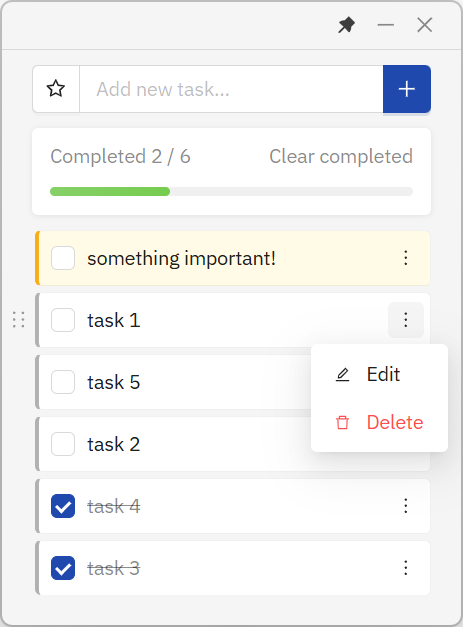 Add new task...
Completed 2 / 6 Clear completed
something important!
task 1
Edit
task 5
Delete
task 2
task 4
task 3